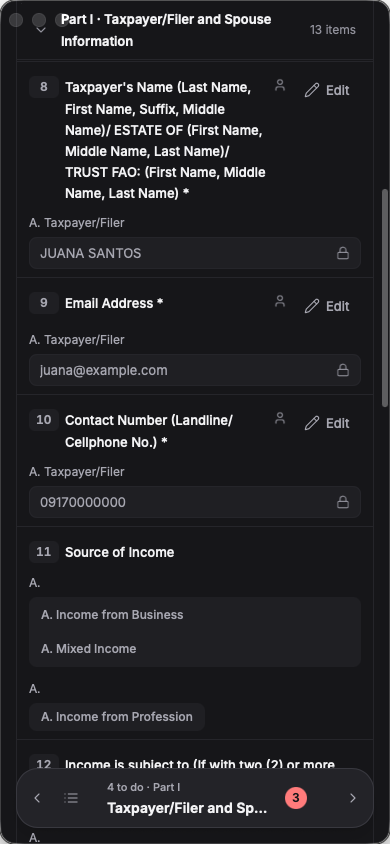 Part I · Taxpayer/Filer and Spouse
Information
13 items
8
Taxpayer's Name (Last Name,
First Name, Suffix, Middle
Name)/ ESTATE OF (First Name,
Middle Name, Last Name)/
TRUST FAO: (First Name, Middle
Name, Last Name) *
Edit
A. Taxpayer/Filer
JUANA SANTOS
9
Email Address *
Edit
A. Taxpayer/Filer
juana@example.com
10
Contact Number (Landline/
Cellphone No.) *
Edit
A. Taxpayer/Filer
09170000000
11
Source of Income
A.
A. Income from Business
A. Mixed Income
A.
A. Income from Profession
12
Income is subject to (If with two (2) or more
4 to do · Part I
Taxpayer/Filer and Sp...
3
A.